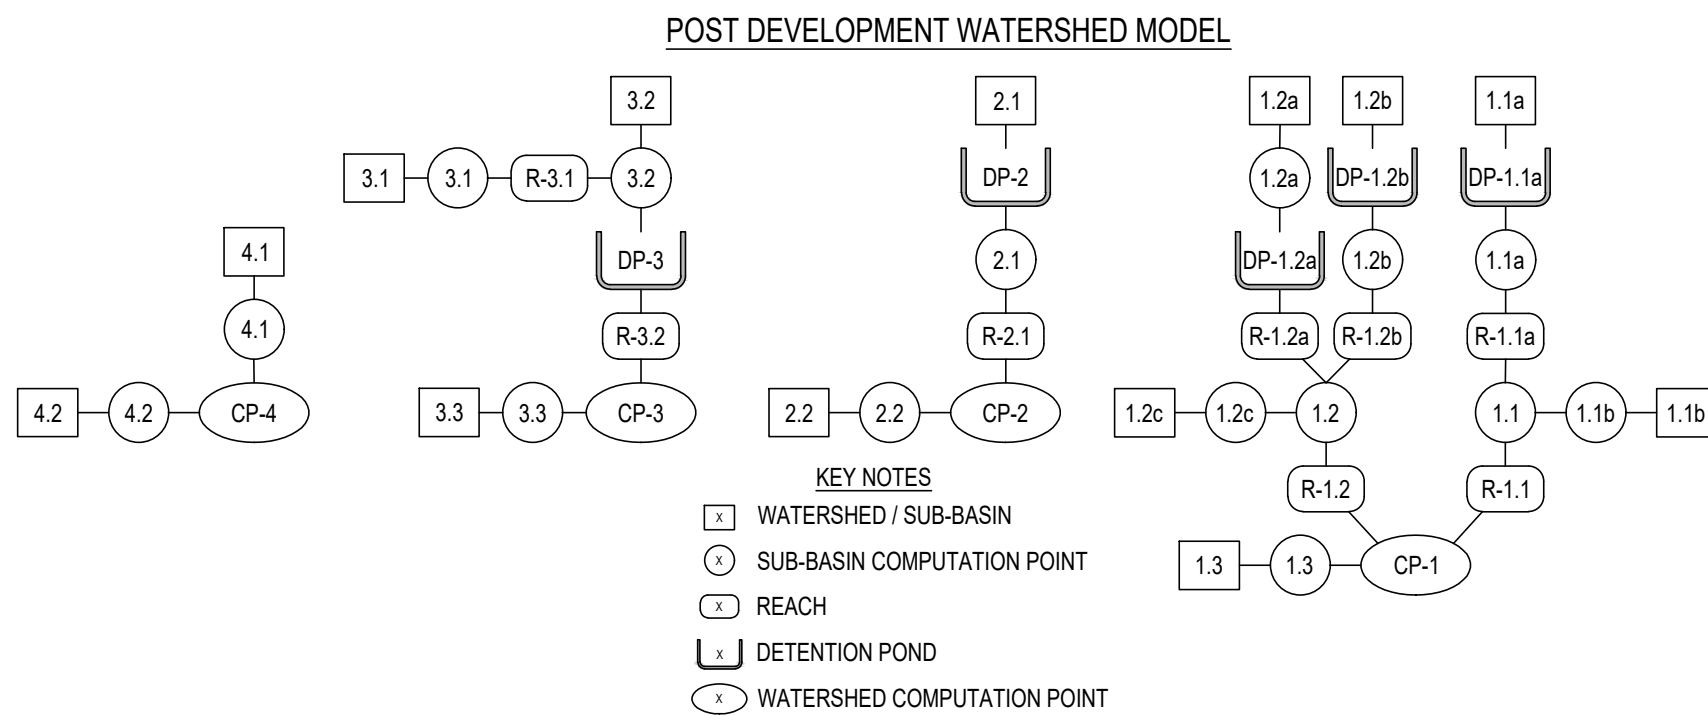 POST DEVELOPMENT WATERSHED MODEL
3.2 2.1 1.2a 1.2b 1.1a
3.1 3.1 R-3.1 3.2 DP-2 1.2a DP-1.2b DP-1.1a
4.1 DP-3 2.1 DP-1.2a 1.2b 1.1a
4.1 R-3.2 R-2.1 R-1.2a R-1.2b R-1.1a
4.2 4.2 CP-4 3.3 3.3 CP-3 2.2 2.2 CP-2 1.2c 1.2c 1.2 1.1 1.1b 1.1b
R-1.2 R-1.1
1.3 1.3 CP-1
KEY NOTES
x WATERSHED / SUB-BASIN
x SUB-BASIN COMPUTATION POINT
x REACH
x DETENTION POND
x WATERSHED COMPUTATION POINT